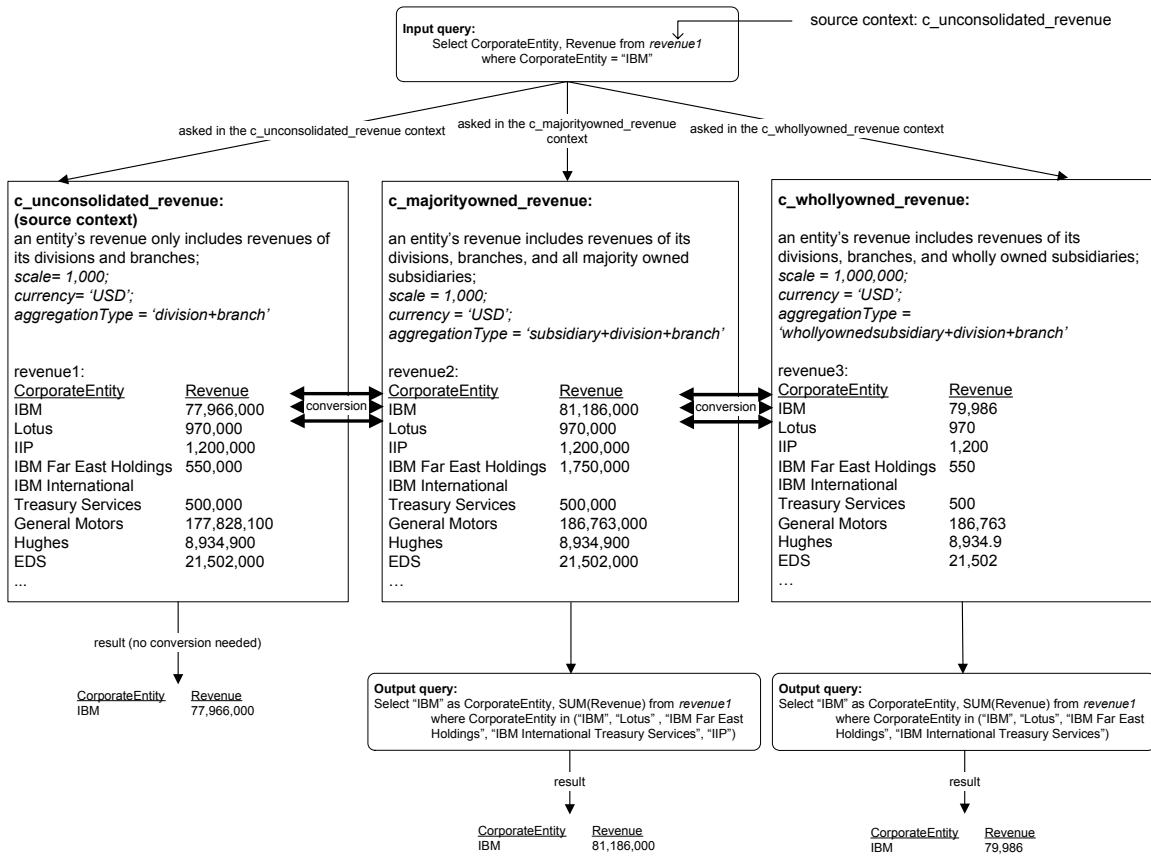 Input query:
Select CorporateEntity, Revenue from revenue1
where CorporateEntity = “IBM”
source context: c_unconsolidated_revenue
asked in the c_unconsolidated_revenue context
asked in the c_majorityowned_revenue
context
asked in the c_whollyowned_revenue context
c_unconsolidated_revenue:
(source context)
an entity’s revenue only includes revenues of
its divisions and branches;
scale= 1,000;
currency= ‘USD’;
aggregationType = ‘division+branch’
revenue1:
CorporateEntity Revenue
IBM 77,966,000
Lotus 970,000
IIP 1,200,000
IBM Far East Holdings 550,000
IBM International
Treasury Services 500,000
General Motors 177,828,100
Hughes 8,934,900
EDS 21,502,000
...
conversion
c_majorityowned_revenue:
an entity’s revenue includes revenues of its
divisions, branches, and all majority owned
subsidiaries;
scale = 1,000;
currency = ‘USD’;
aggregationType = ‘subsidiary+division+branch’
revenue2:
CorporateEntity Revenue
IBM 81,186,000
Lotus 970,000
IIP 1,200,000
IBM Far East Holdings 1,750,000
IBM International
Treasury Services 500,000
General Motors 186,763,000
Hughes 8,934,900
EDS 21,502,000
…
conversion
c_whollyowned_revenue:
an entity’s revenue includes revenues of its
divisions, branches, and wholly owned subsidiaries;
scale = 1,000,000;
currency = ‘USD’;
aggregationType =
‘whollyownedsubsidiary+division+branch’
revenue3:
CorporateEntity Revenue
IBM 79,986
Lotus 970
IIP 1,200
IBM Far East Holdings 550
IBM International
Treasury Services 500
General Motors 186,763
Hughes 8,934.9
EDS 21,502
…
result (no conversion needed)
CorporateEntity Revenue
IBM 77,966,000
Output query:
Select “IBM” as CorporateEntity, SUM(Revenue) from revenue1
where CorporateEntity in (“IBM”, “Lotus” , “IBM Far East
Holdings”, “IBM International Treasury Services”, “IIP”)
result
CorporateEntity Revenue
IBM 81,186,000
Output query:
Select “IBM” as CorporateEntity, SUM(Revenue) from revenue1
where CorporateEntity in (“IBM”, “Lotus”, “IBM Far East
Holdings”, “IBM International Treasury Services”)
result
CorporateEntity Revenue
IBM 79,986